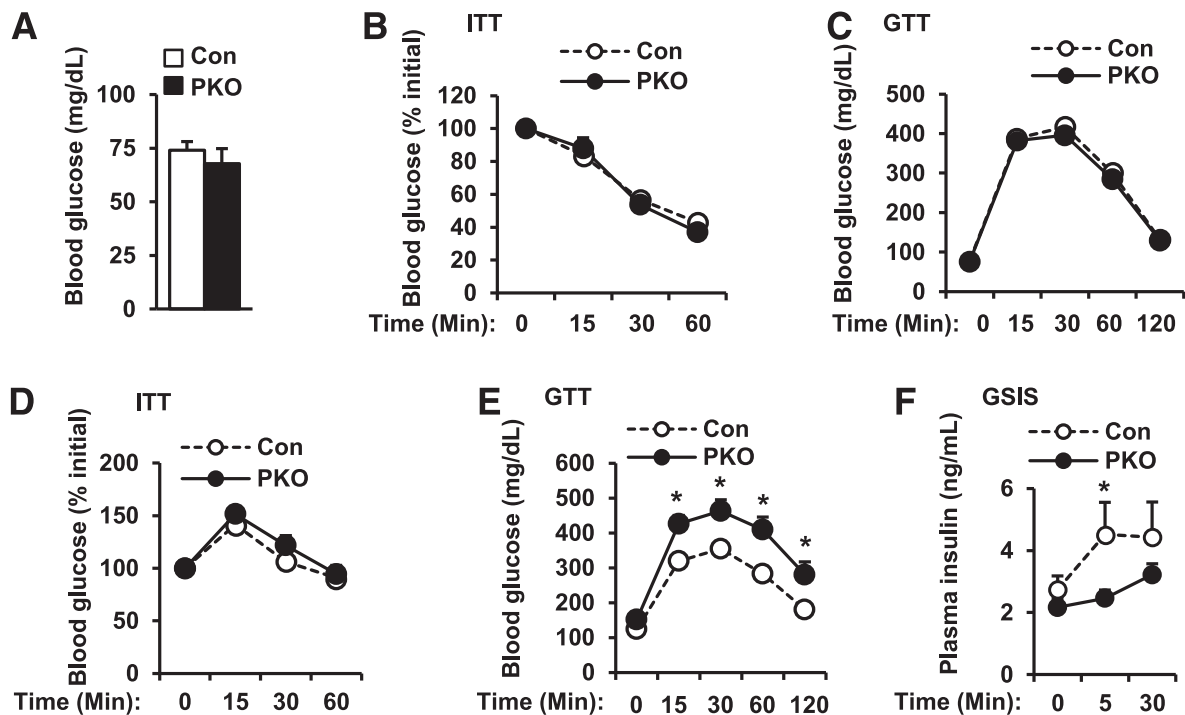 A
Blood glucose (mg/dL)
Con
PKO
100
75
50
25
0
B
ITT
Con
PKO
Blood glucose (% initial)
120
100
80
60
40
20
0
Time (Min): 0 15 30 60
C
GTT
Con
PKO
Blood glucose (mg/dL)
500
400
300
200
100
0
Time (Min): 0 15 30 60 120
D
ITT
Con
PKO
Blood glucose (% initial)
200
150
100
50
0
Time (Min): 0 15 30 60
E
GTT
Con
PKO
Blood glucose (mg/dL)
600
500
400
300
200
100
0
* * * *
Time (Min): 0 15 30 60 120
F
GSIS
Con
PKO
Plasma insulin (ng/mL)
6
4
2
0
*
Time (Min): 0 5 30